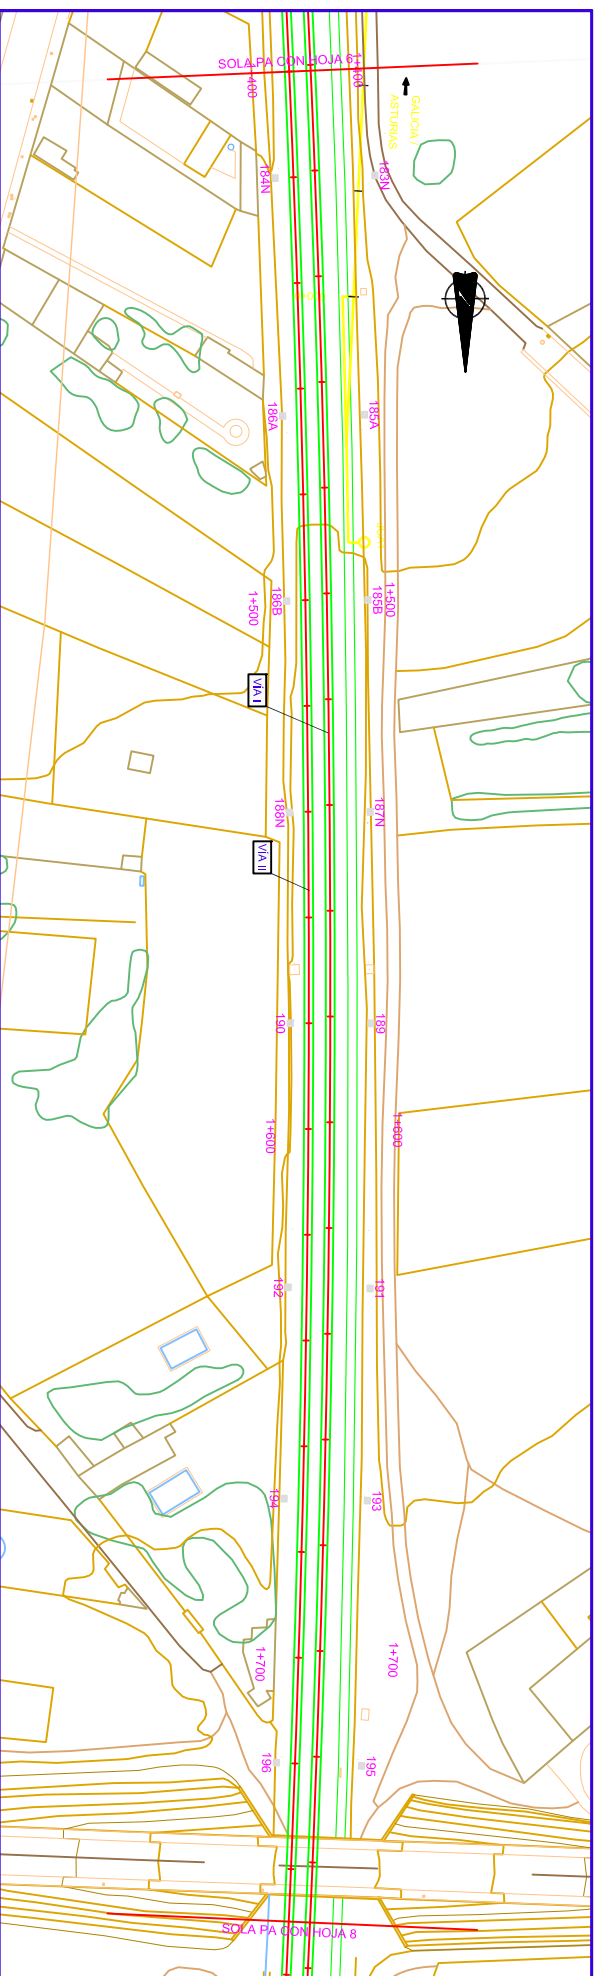 SOLAPA CON HOJA 6
1+400
1+400
GALICIA /
ASTURIAS
184N
183N
186A
185A
186B
185B
1+500
1+500
VÍA I
188N
187N
VÍA II
190
189
1+600
1+600
192
191
194
193
1+700
1+700
196
195
SOLAPA CON HOJA 8